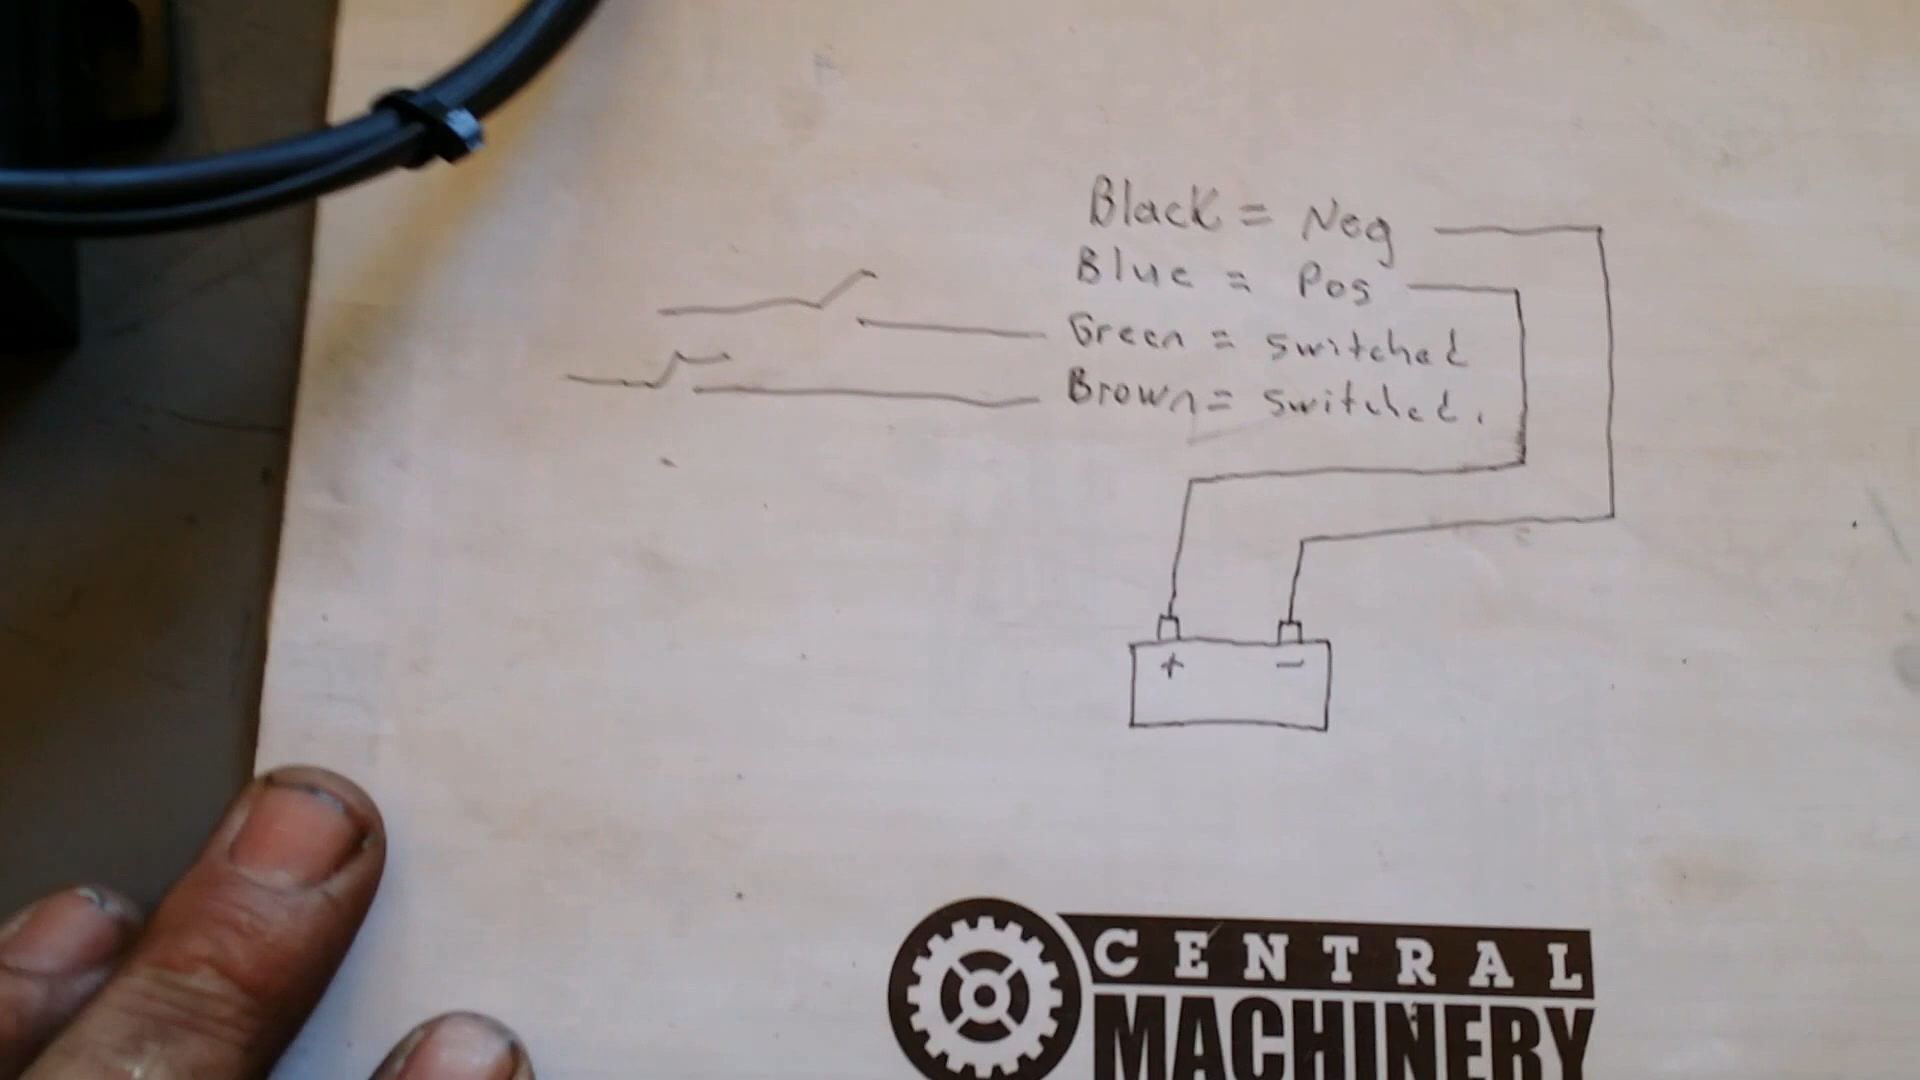 Black = Neg
Blue = Pos
Green = switched
Brown = switched.
+ −
CENTRAL
MACHINERY